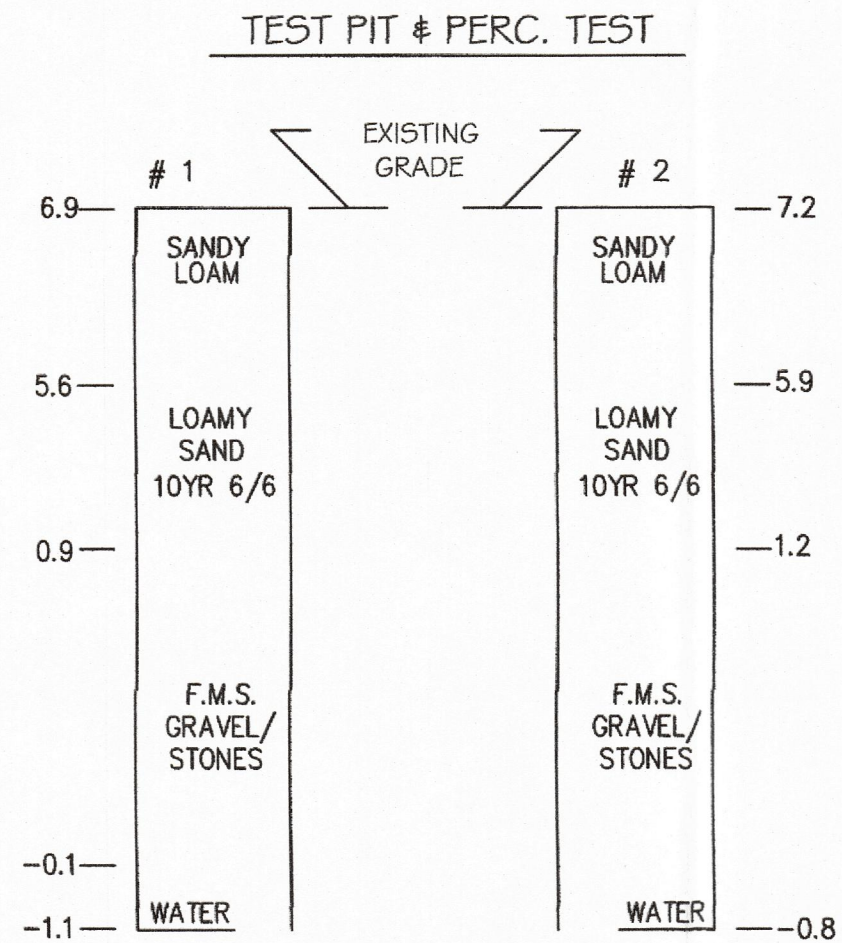 TEST PIT & PERC. TEST
EXISTING
GRADE
# 1
6.9
SANDY
LOAM
5.6
LOAMY
SAND
10YR 6/6
0.9
F.M.S.
GRAVEL/
STONES
-0.1
WATER
-1.1
# 2
7.2
SANDY
LOAM
5.9
LOAMY
SAND
10YR 6/6
1.2
F.M.S.
GRAVEL/
STONES
WATER
-0.8